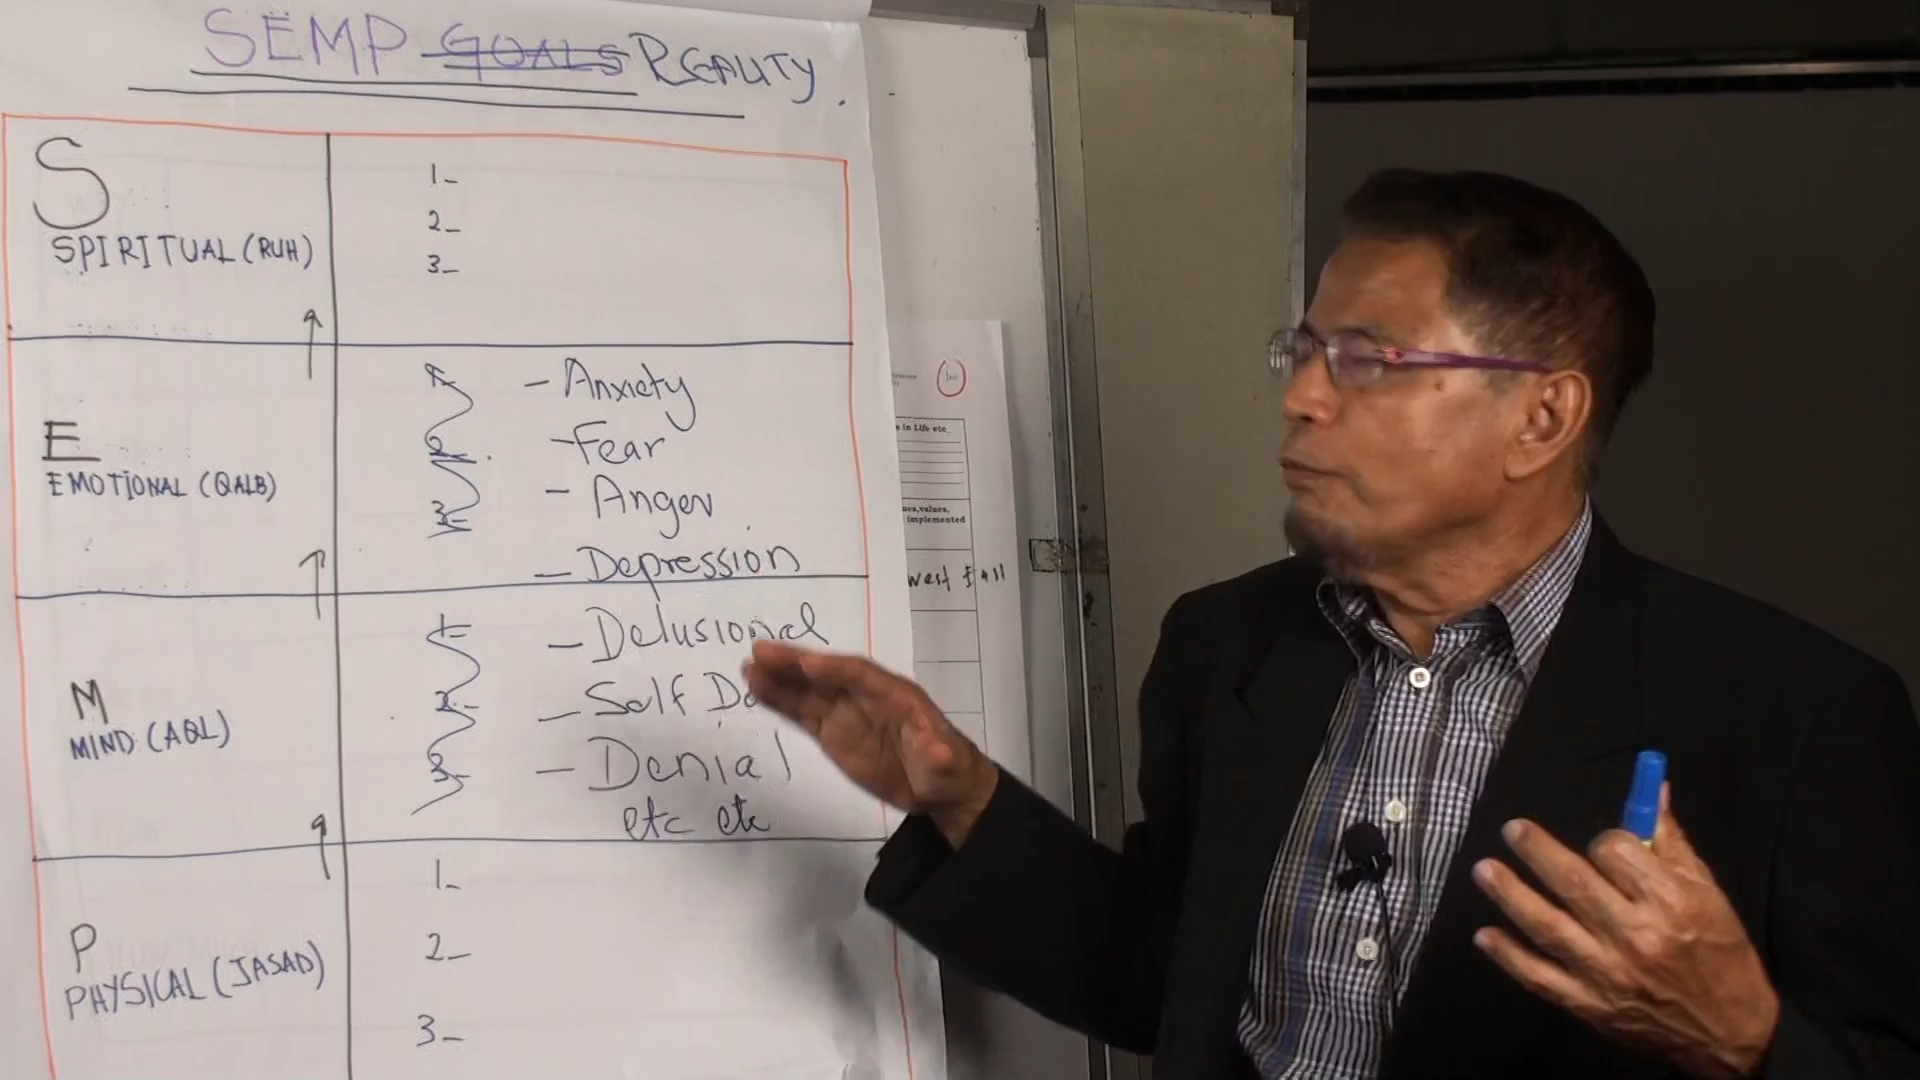 SEMP GOALS REALITY.
S
SPIRITUAL (RUH)
1-
2-
3-
E
EMOTIONAL (QALB)
1-
2-
3-
- Anxiety
- Fear
- Anger
- Depression
M
MIND (AQL)
1-
2-
3-
- Delusional
- Self
- Denial
etc etc
P
PHYSICAL (JASAD)
1-
2-
3-
in Life etc.
values,
implemented